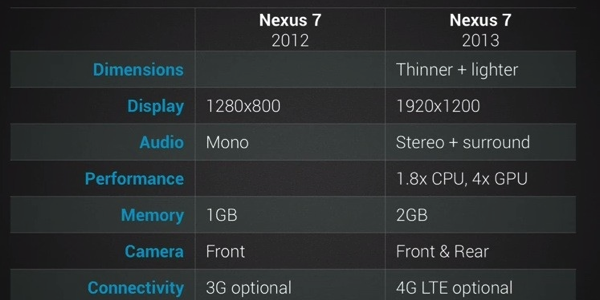 Nexus 7 Nexus 7
2012 2013
Dimensions Thinner + lighter
Display 1280x800 1920x1200
Audio Mono Stereo + surround
Performance 1.8x CPU, 4x GPU
Memory 1GB 2GB
Camera Front Front & Rear
Connectivity 3G optional 4G LTE optional